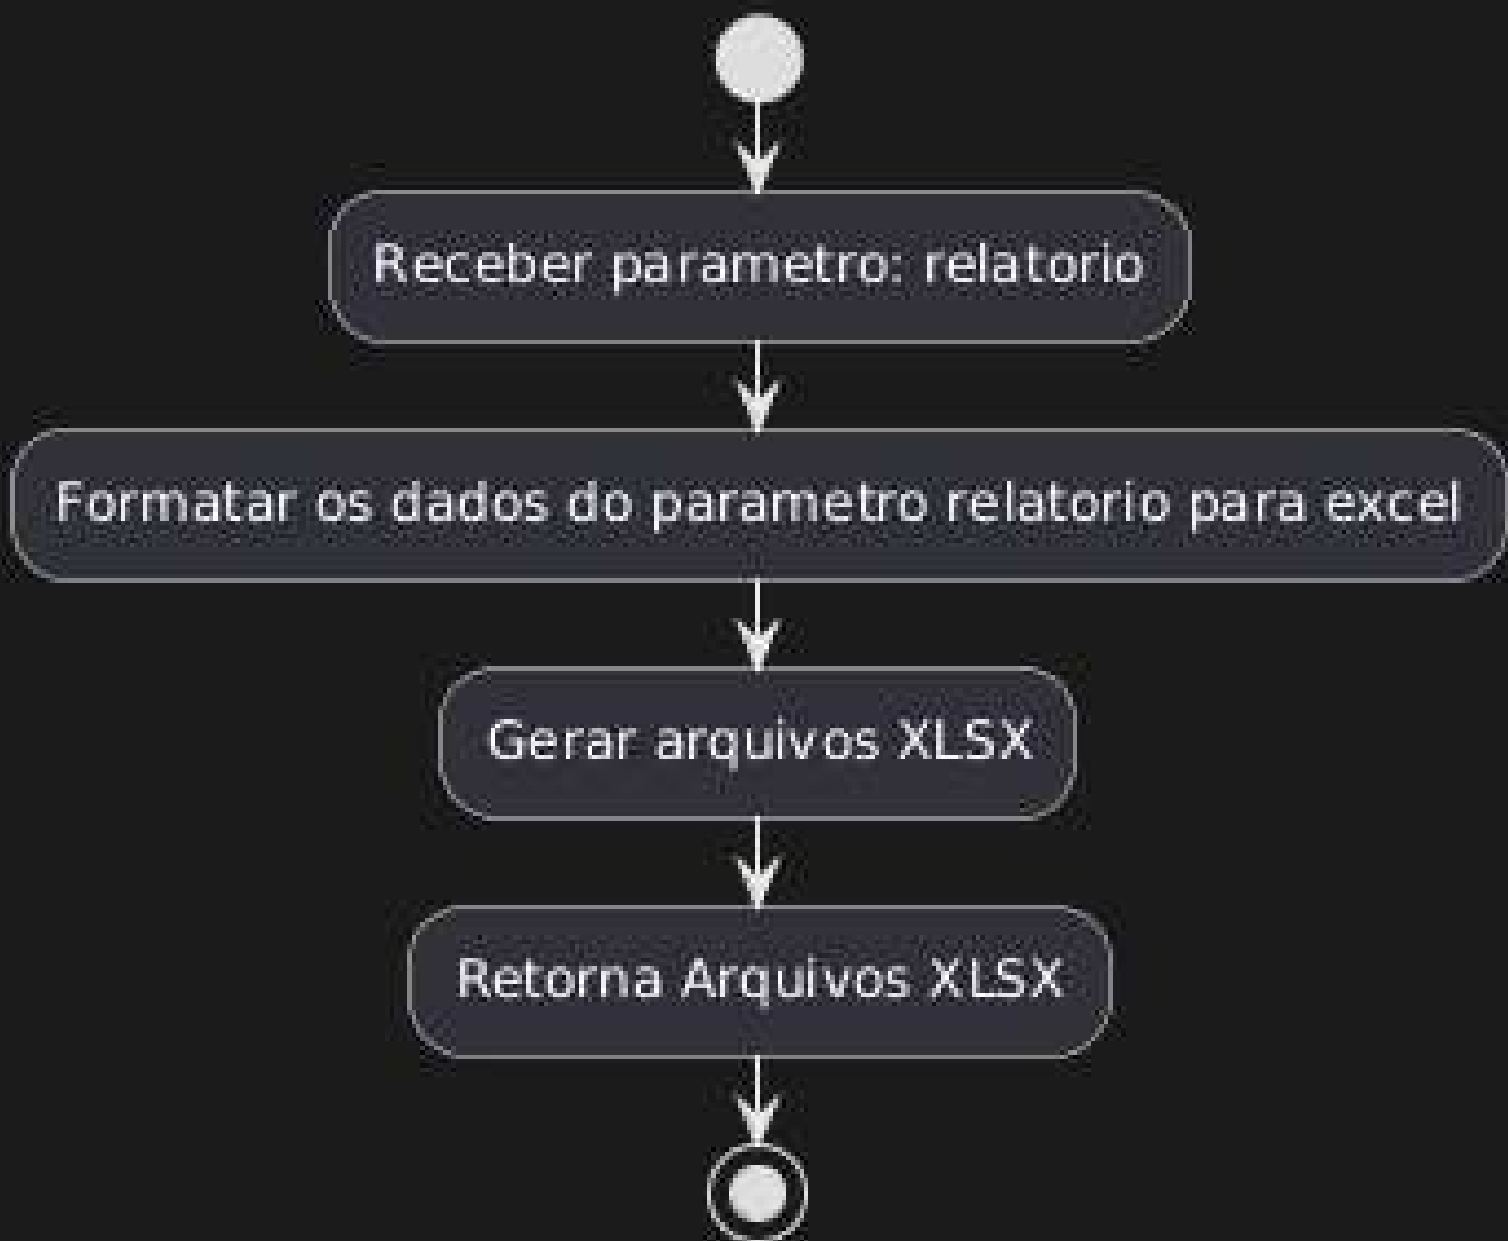 Receber parametro: relatorio
Formatar os dados do parametro relatorio para excel
Gerar arquivos XLSX
Retorna Arquivos XLSX